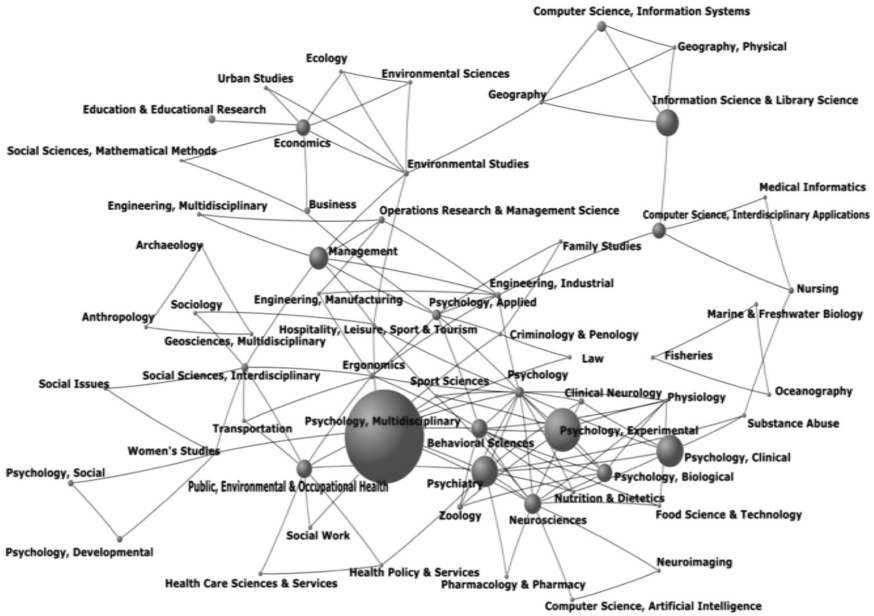 Computer Science, Information Systems
Geography, Physical
Ecology
Environmental Sciences
Urban Studies
Geography
Information Science & Library Science
Education & Educational Research
Economics
Social Sciences, Mathematical Methods
Environmental Studies
Medical Informatics
Engineering, Multidisciplinary
Business
Operations Research & Management Science
Computer Science, Interdisciplinary Applications
Archaeology
Management
Family Studies
Engineering, Industrial
Nursing
Sociology
Engineering, Manufacturing
Psychology, Applied
Anthropology
Marine & Freshwater Biology
Hospitality, Leisure, Sport & Tourism
Criminology & Penology
Geosciences, Multidisciplinary
Law
Fisheries
Ergonomics
Social Issues
Social Sciences, Interdisciplinary
Sport Sciences
Psychology
Clinical Neurology
Physiology
Oceanography
Transportation
Psychology, Multidisciplinary
Psychology, Experimental
Substance Abuse
Women's Studies
Behavioral Sciences
Psychology, Clinical
Psychology, Social
Public, Environmental & Occupational Health
Psychiatry
Psychology, Biological
Nutrition & Dietetics
Zoology
Neurosciences
Food Science & Technology
Social Work
Psychology, Developmental
Neuroimaging
Health Care Sciences & Services
Health Policy & Services
Pharmacology & Pharmacy
Computer Science, Artificial Intelligence